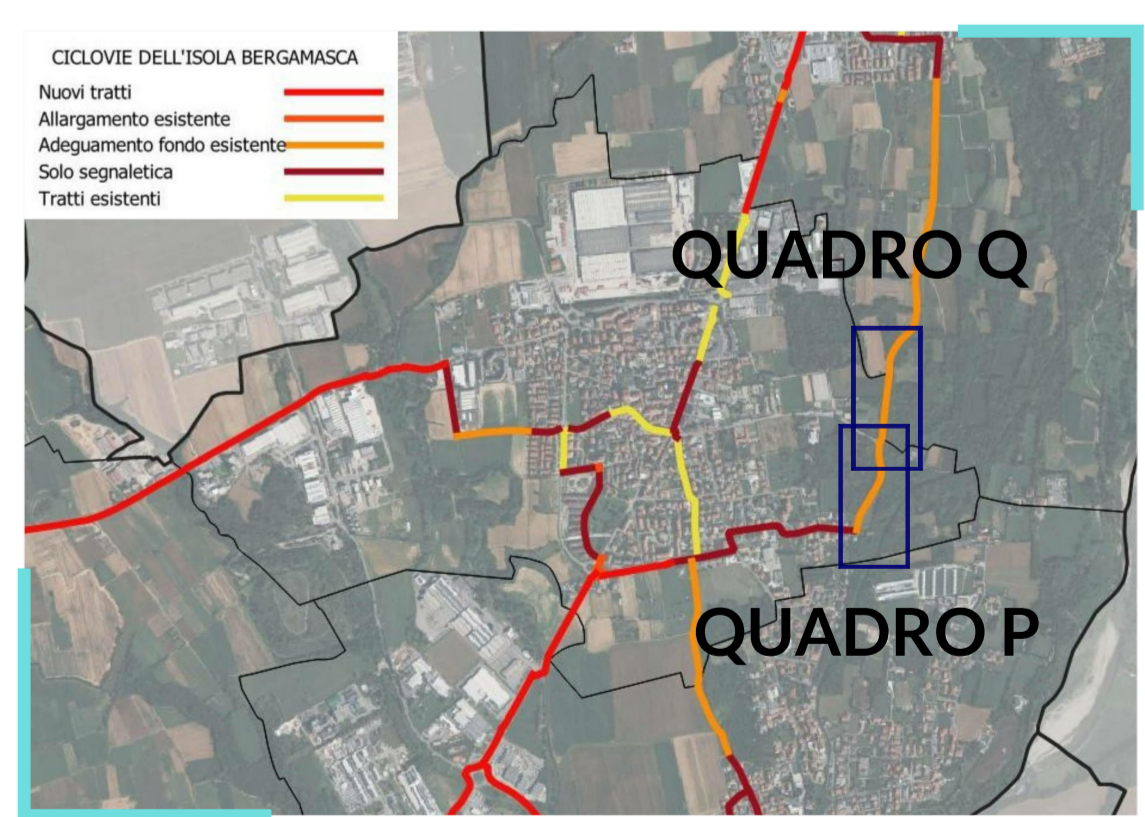 CICLOVIE DELL'ISOLA BERGAMASCA
Nuovi tratti
Allargamento esistente
Adeguamento fondo esistente
Solo segnaletica
Tratti esistenti
QUADRO Q
QUADRO P